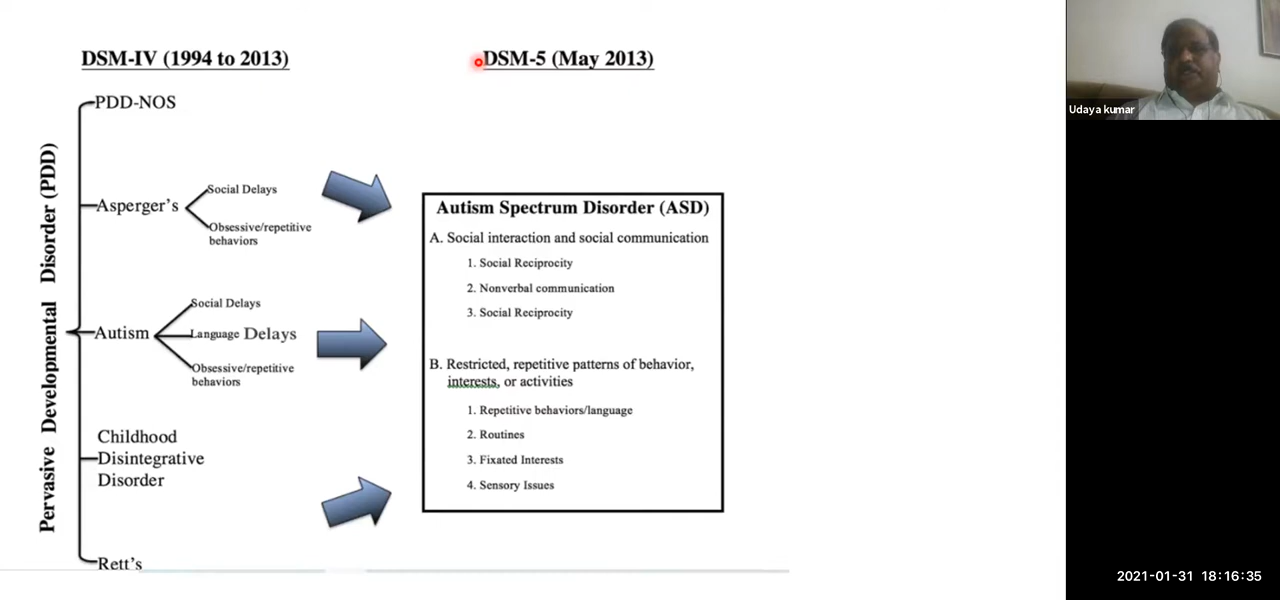 DSM-IV (1994 to 2013)
DSM-5 (May 2013)
Pervasive Developmental Disorder (PDD)
PDD-NOS
Asperger's
Social Delays
Obsessive/repetitive
behaviors
Autism
Social Delays
Language Delays
Obsessive/repetitive
behaviors
Childhood
Disintegrative
Disorder
Rett's
Autism Spectrum Disorder (ASD)
A. Social interaction and social communication
1. Social Reciprocity
2. Nonverbal communication
3. Social Reciprocity
B. Restricted, repetitive patterns of behavior,
interests, or activities
1. Repetitive behaviors/language
2. Routines
3. Fixated Interests
4. Sensory Issues
Udaya kumar
2021-01-31 18:16:35